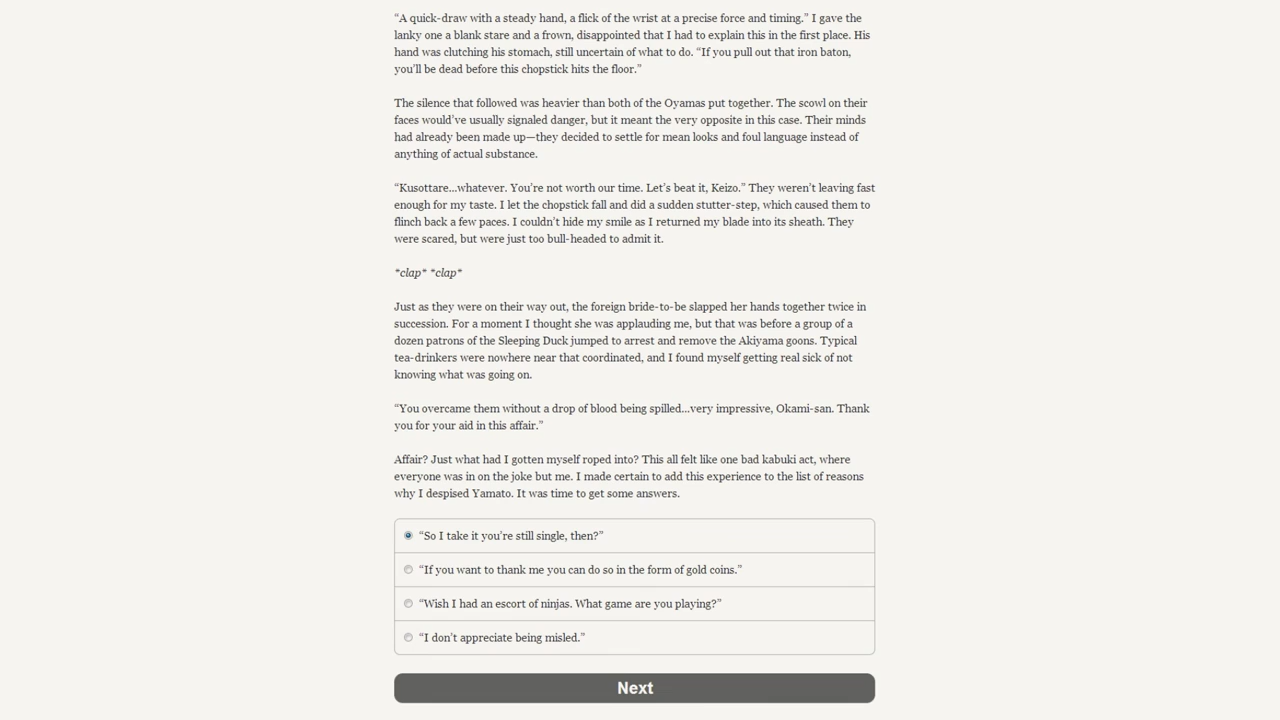 “A quick-draw with a steady hand, a flick of the wrist at a precise force and timing.” I gave the
lanky one a blank stare and a frown, disappointed that I had to explain this in the first place. His
hand was clutching his stomach, still uncertain of what to do. “If you pull out that iron baton,
you’ll be dead before this chopstick hits the floor.”
The silence that followed was heavier than both of the Oyamas put together. The scowl on their
faces would’ve usually signaled danger, but it meant the very opposite in this case. Their minds
had already been made up—they decided to settle for mean looks and foul language instead of
anything of actual substance.
“Kusottare...whatever. You’re not worth our time. Let’s beat it, Keizo.” They weren’t leaving fast
enough for my taste. I let the chopstick fall and did a sudden stutter-step, which caused them to
flinch back a few paces. I couldn’t hide my smile as I returned my blade into its sheath. They
were scared, but were just too bull-headed to admit it.
*clap* *clap*
Just as they were on their way out, the foreign bride-to-be slapped her hands together twice in
succession. For a moment I thought she was applauding me, but that was before a group of a
dozen patrons of the Sleeping Duck jumped to arrest and remove the Akiyama goons. Typical
tea-drinkers were nowhere near that coordinated, and I found myself getting real sick of not
knowing what was going on.
“You overcame them without a drop of blood being spilled...very impressive, Okami-san. Thank
you for your aid in this affair.”
Affair? Just what had I gotten myself roped into? This all felt like one bad kabuki act, where
everyone was in on the joke but me. I made certain to add this experience to the list of reasons
why I despised Yamato. It was time to get some answers.
“So I take it you’re still single, then?”
“If you want to thank me you can do so in the form of gold coins.”
“Wish I had an escort of ninjas. What game are you playing?”
“I don’t appreciate being misled.”
Next